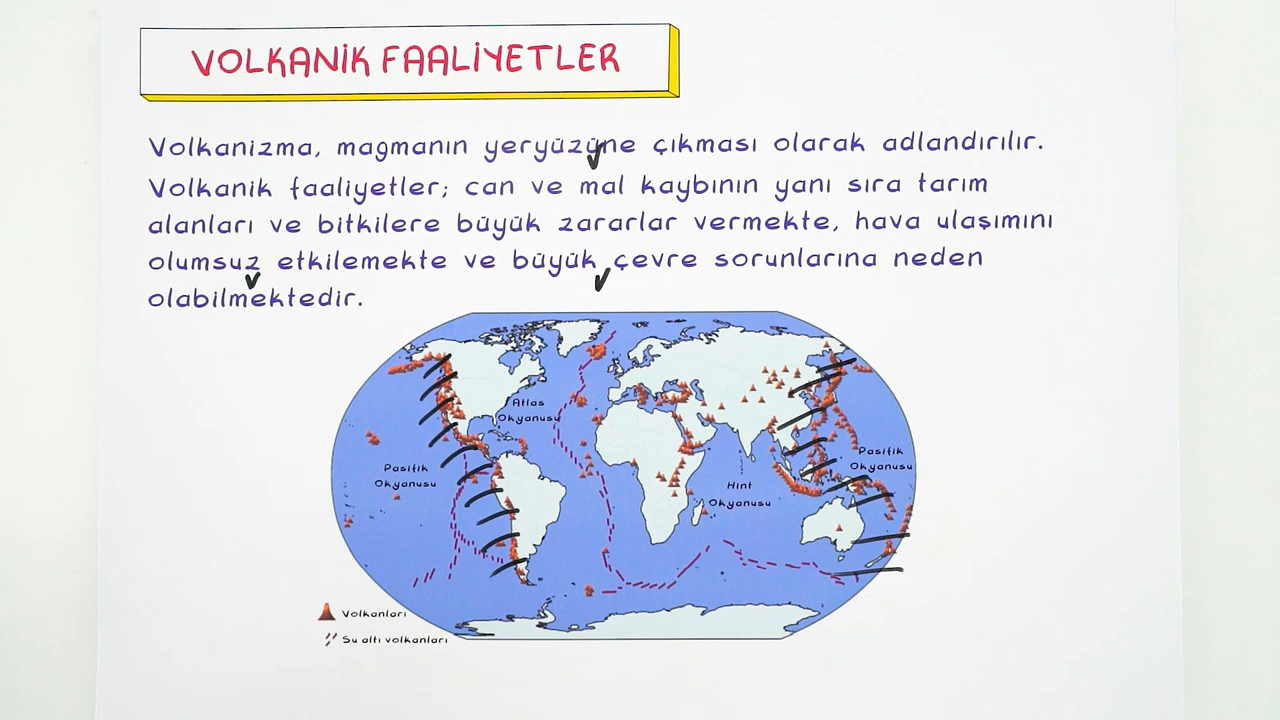 VOLKANİK FAALİYETLER
Volkanizma, magmanın yeryüzüne çıkması olarak adlandırılır.
Volkanik faaliyetler; can ve mal kaybının yanı sıra tarım
alanları ve bitkilere büyük zararlar vermekte, hava ulaşımını
olumsuz etkilemekte ve büyük çevre sorunlarına neden
olabilmektedir.
Atlas
Okyanusu
Pasifik
Okyanusu
Pasifik
Okyanusu
Hint
Okyanusu
Volkanları
Su altı volkanları